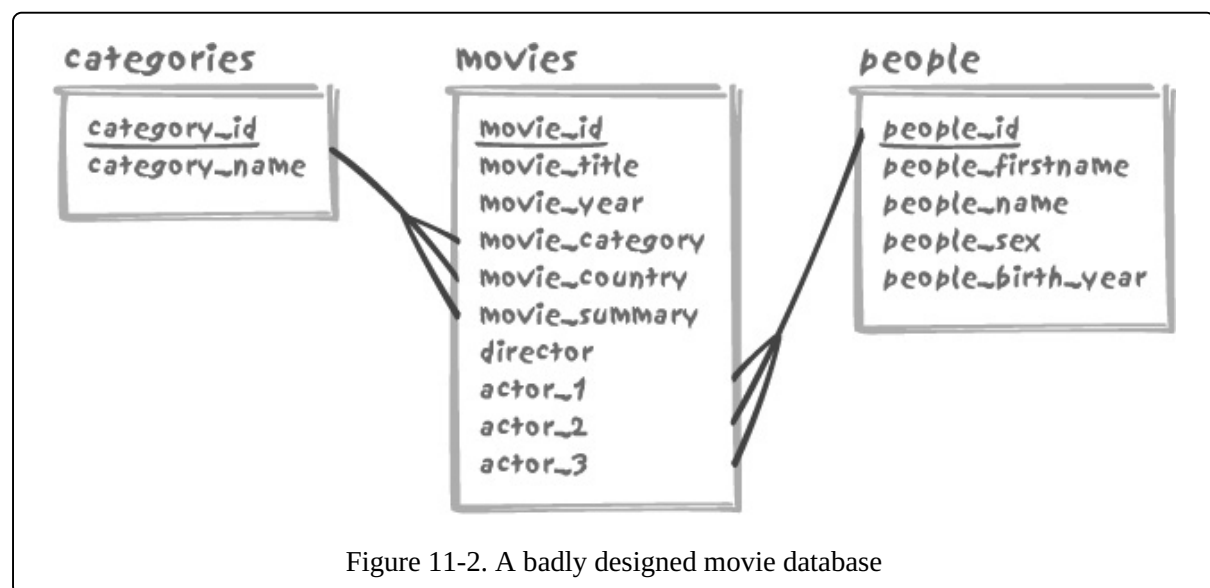 categories
category_id
category_name
movies
movie_id
movie_title
movie_year
movie_category
movie_country
movie_summary
director
actor_1
actor_2
actor_3
people
people_id
people_firstname
people_name
people_sex
people_birth_year
Figure 11-2. A badly designed movie database